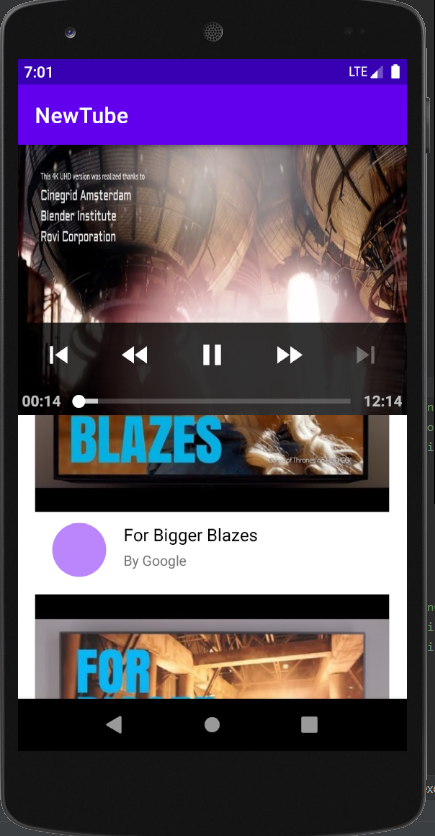 7:01
LTE
NewTube
This 4K UHD version was realized thanks to
Cinegrid Amsterdam
Blender Institute
Rovi Corporation
00:14
12:14
BLAZES
For Bigger Blazes
By Google
FOR